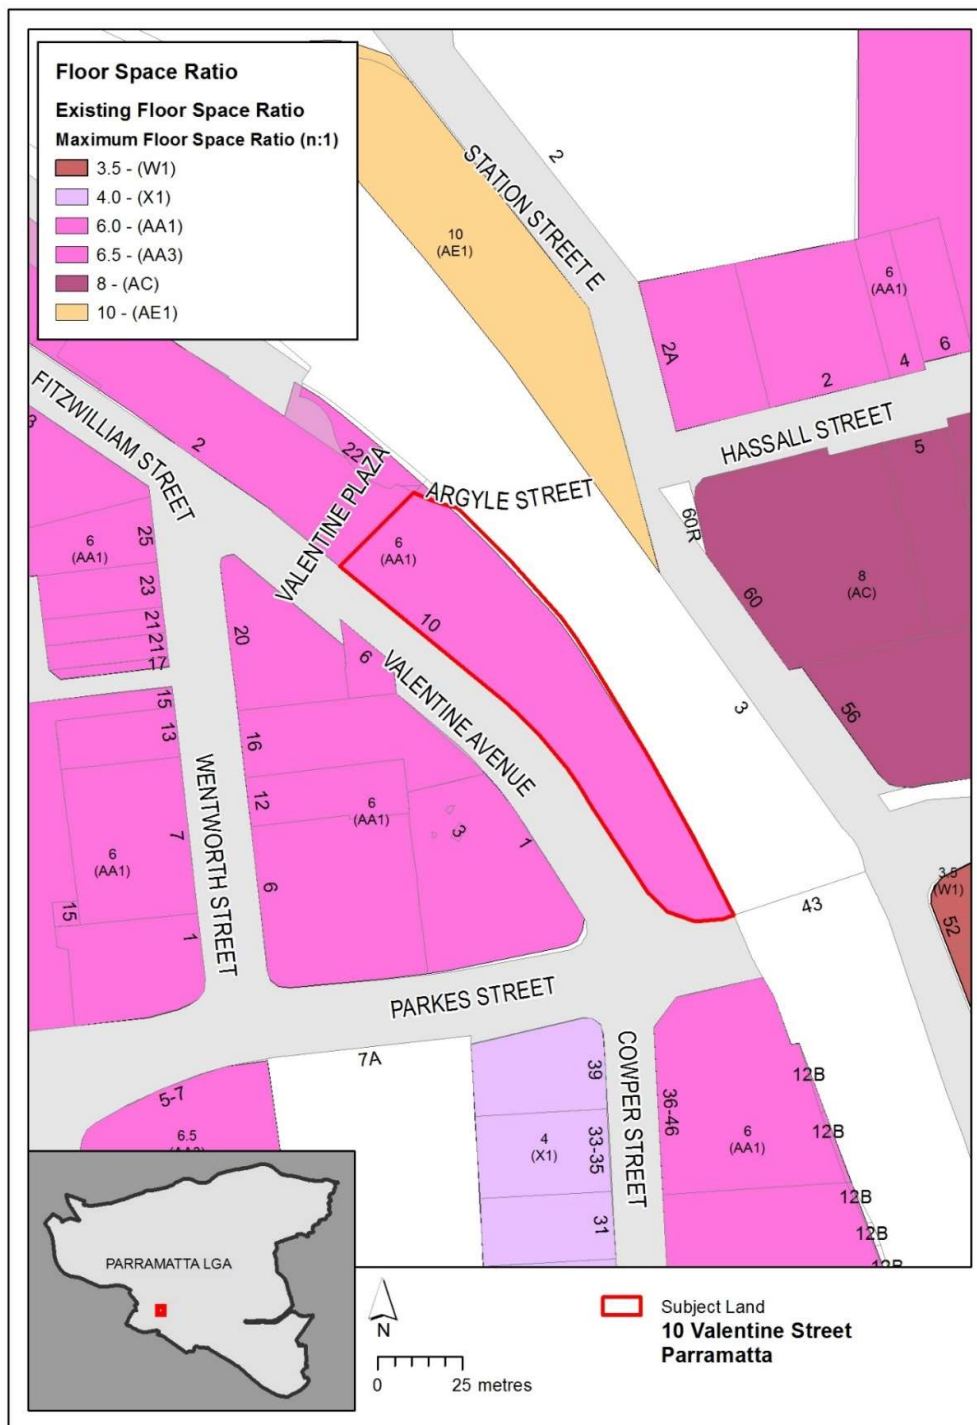 Floor Space Ratio
Existing Floor Space Ratio
Maximum Floor Space Ratio (n:1)
3.5 - (W1)
4.0 - (X1)
6.0 - (AA1)
6.5 - (AA3)
8 - (AC)
10 - (AE1)
2
STATION STREET E
10
(AE1)
6
(AA1)
2A
2
4
6
HASSALL STREET
5
FITZWILLIAM STREET
2
22
VALENTINE PLAZA
ARGYLE STREET
60R
3
6
(AA1)
25
23
21
21
17
6
(AA1)
10
60
8
(AC)
56
20
6
VALENTINE AVENUE
3
15
13
16
WENTWORTH STREET
12
6
(AA1)
3
1
7
6
(AA1)
6
15
1
43
3.5
(W1)
52
PARKES STREET
7A
5-7
6.5
39
COWPER STREET
36-46
12B
4
(X1)
33-35
6
(AA1)
12B
31
12B
12B
12B
PARRAMATTA LGA
N
0 25 metres
Subject Land
10 Valentine Street
Parramatta